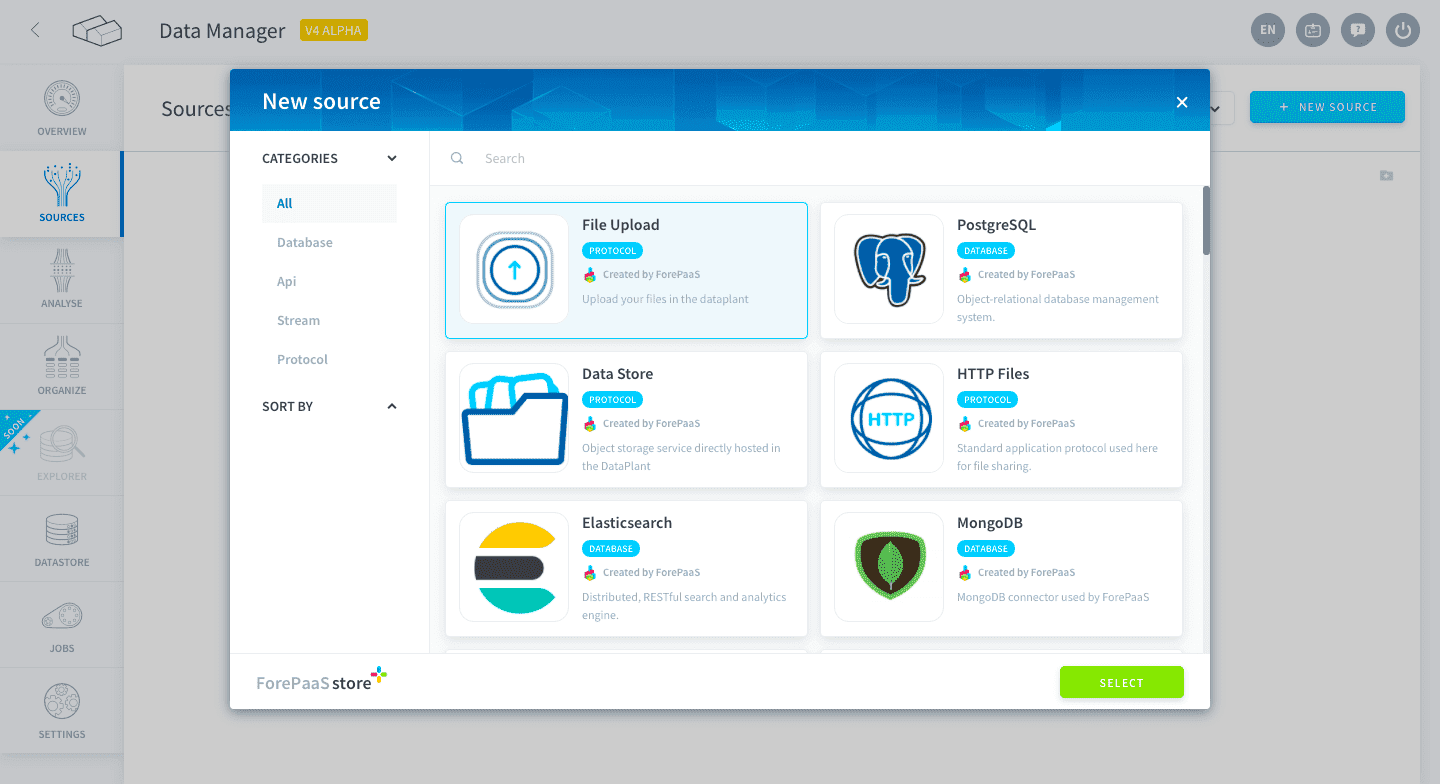 Data Manager
V4 ALPHA
EN
OVERVIEW
SOURCES
ANALYSE
ORGANIZE
SOON
EXPLORER
DATASTORE
JOBS
SETTINGS
Sources
+ NEW SOURCE
New source
CATEGORIES
All
Database
Api
Stream
Protocol
SORT BY
Search
File Upload
PROTOCOL
Created by ForePaaS
Upload your files in the dataplant
PostgreSQL
DATABASE
Created by ForePaaS
Object-relational database management
system.
Data Store
PROTOCOL
Created by ForePaaS
Object storage service directly hosted in
the DataPlant
HTTP
HTTP Files
PROTOCOL
Created by ForePaaS
Standard application protocol used here
for file sharing.
Elasticsearch
DATABASE
Created by ForePaaS
Distributed, RESTful search and analytics
engine.
MongoDB
DATABASE
Created by ForePaaS
MongoDB connector used by ForePaaS
ForePaaS store
SELECT